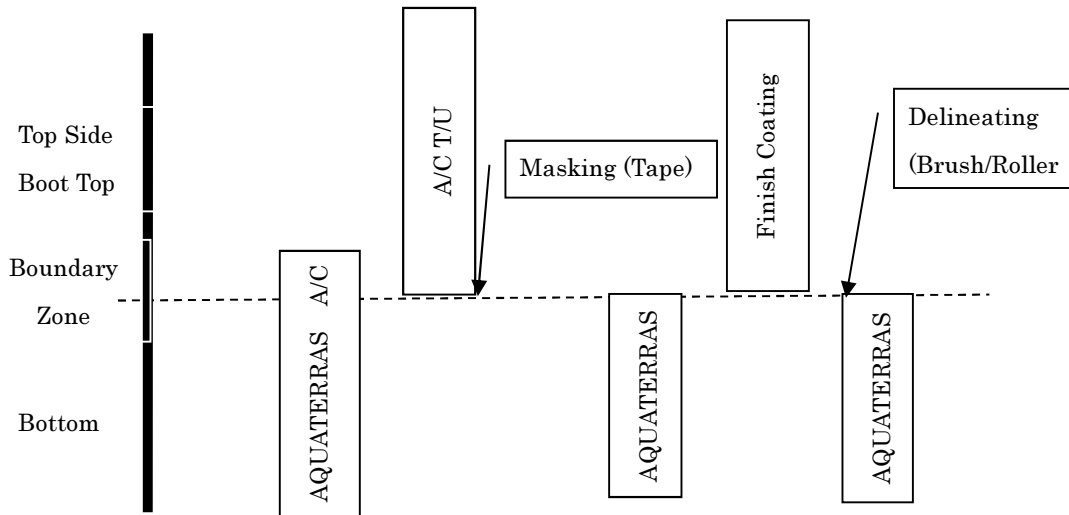 Top Side
Boot Top
Boundary
Zone
Bottom
AQUATERRAS A/C
A/C T/U
Masking (Tape)
AQUATERRAS
Finish Coating
Delineating
(Brush/Roller
AQUATERRAS